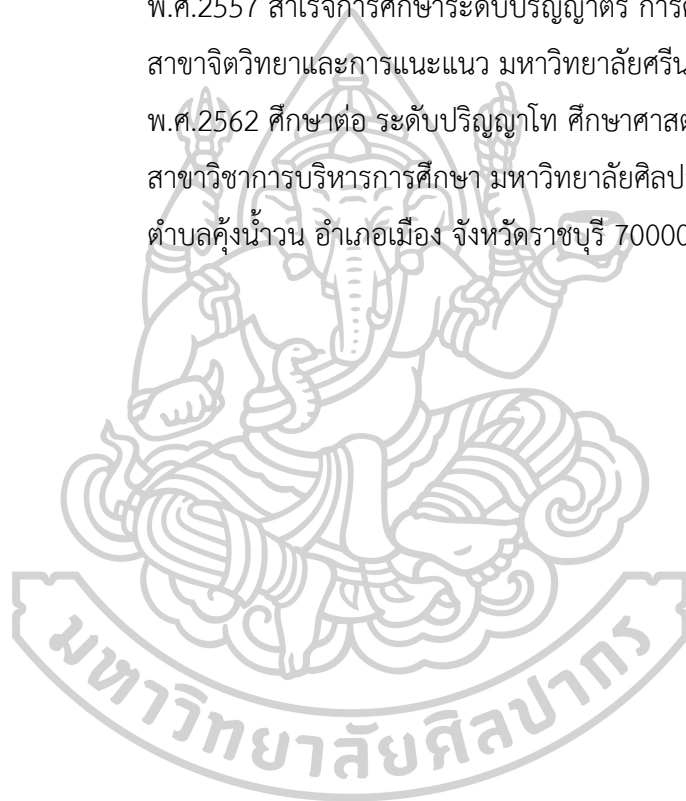 พ.ศ.2557 สำเร็จการศึกษาระดับปริญญาตรี
สาขาจิตวิทยาและการแนะแนว มหาวิทยาลัยศรีน
พ.ศ.2562 ศึกษาต่อ ระดับปริญญาโท ศึกษาศาสต
สาขาวิชาการบริหารการศึกษา มหาวิทยาลัยศิลป
ตำบลคุ้งน้ำวน อำเภอเมือง จังหวัดราชบุรี 70000
มหาวิทยาลัยศิลปากร